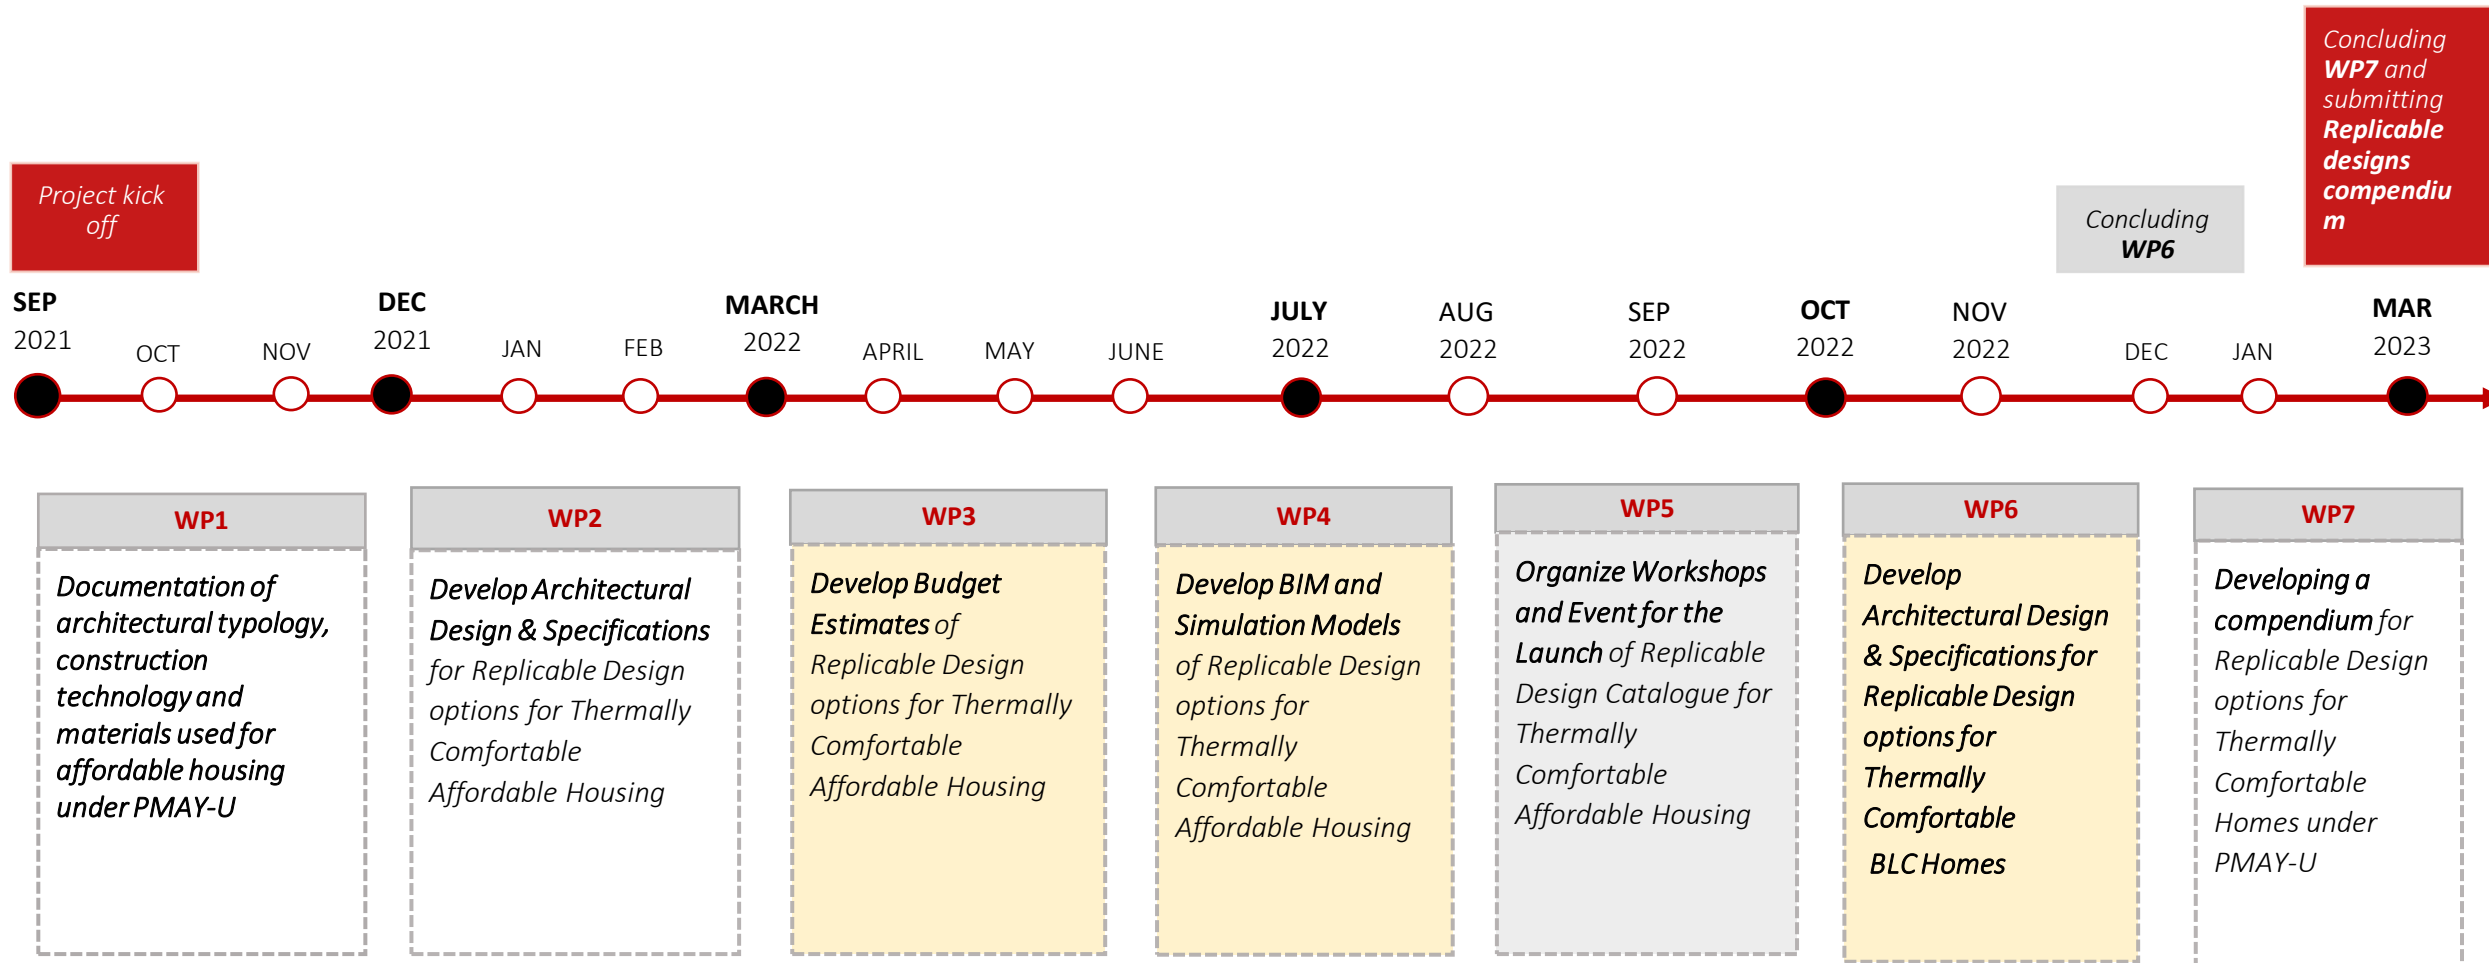 Concluding
WP7 and
submitting
Replicable
designs
compendiu
m
Project kick
off
Concluding
WP6
SEP
2021
OCT
NOV
DEC
2021
JAN
FEB
MARCH
2022
APRIL
MAY
JUNE
JULY
2022
AUG
2022
SEP
2022
OCT
2022
NOV
2022
DEC
JAN
MAR
2023
WP1
Documentation of
architectural typology,
construction
technology and
materials used for
affordable housing
under PMAY-U
WP2
Develop Architectural
Design & Specifications
for Replicable Design
options for Thermally
Comfortable
Affordable Housing
WP3
Develop Budget
Estimates of
Replicable Design
options for Thermally
Comfortable
Affordable Housing
WP4
Develop BIM and
Simulation Models
of Replicable Design
options for
Thermally
Comfortable
Affordable Housing
WP5
Organize Workshops
and Event for the
Launch of Replicable
Design Catalogue for
Thermally
Comfortable
Affordable Housing
WP6
Develop
Architectural Design
& Specifications for
Replicable Design
options for
Thermally
Comfortable
BLC Homes
WP7
Developing a
compendium for
Replicable Design
options for
Thermally
Comfortable
Homes under
PMAY-U